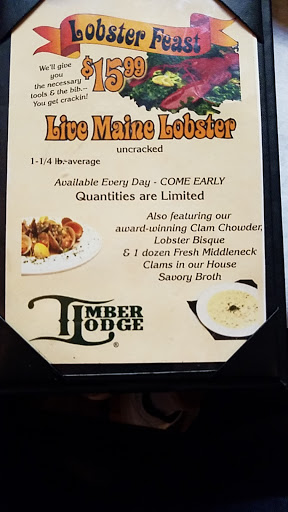 Lobster Feast
We'll give
you
the necessary
tools & the bib.--
You get crackin!
$15.99
Live Maine Lobster
uncracked
1-1/4 lb.-average
Available Every Day - COME EARLY
Quantities are Limited
Also featuring our
award-winning Clam Chowder,
Lobster Bisque
& 1 dozen Fresh Middleneck
Clams in our House
Savory Broth
TIMBER
LODGE
®